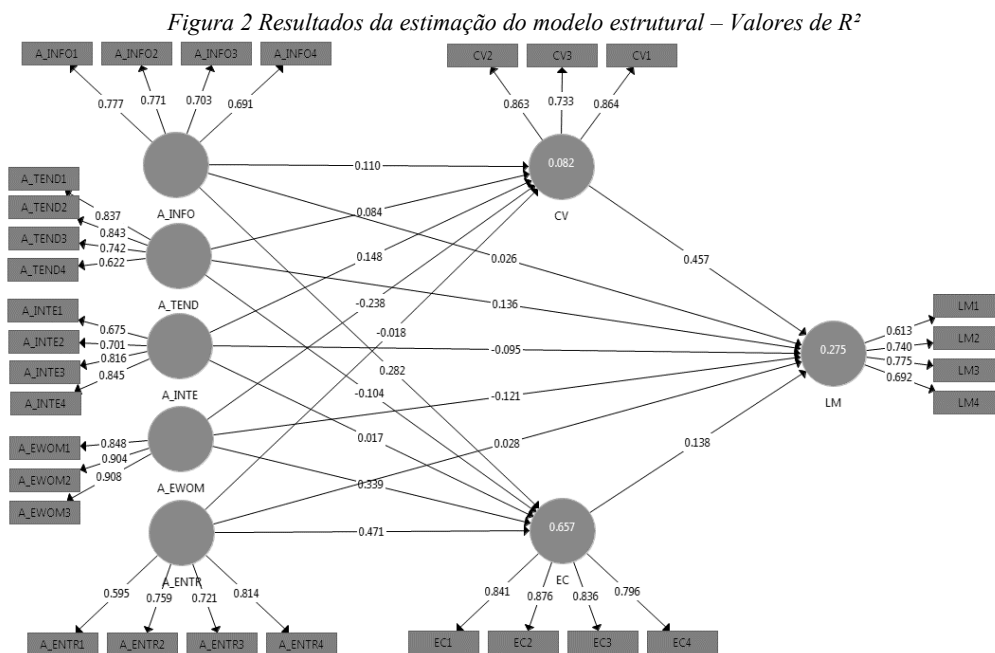 Figura 2 Resultados da estimação do modelo estrutural – Valores de R²
A_INFO1 A_INFO2 A_INFO3 A_INFO4
CV2 CV3 CV1
0.777 0.771 0.703 0.691
0.863 0.733 0.864
A_INFO
0.082
CV
0.110
A_TEND1
A_TEND2
A_TEND3
A_TEND4
0.837
0.843
0.742
0.622
A_TEND
0.084
0.148
0.026
0.457
-0.238
0.136
-0.018
A_INTE1
A_INTE2
A_INTE3
A_INTE4
0.675
0.701
0.816
0.845
A_INTE
-0.095
0.282
-0.104
-0.121
0.275
LM
0.613
0.740
0.775
0.692
LM1
LM2
LM3
LM4
0.017
0.028
0.138
A_EWOM1
A_EWOM2
A_EWOM3
0.848
0.904
0.908
A_EWOM
0.339
0.471
0.657
EC
A_ENTR
0.595 0.759 0.721 0.814
0.841 0.876 0.836 0.796
A_ENTR1 A_ENTR2 A_ENTR3 A_ENTR4
EC1 EC2 EC3 EC4